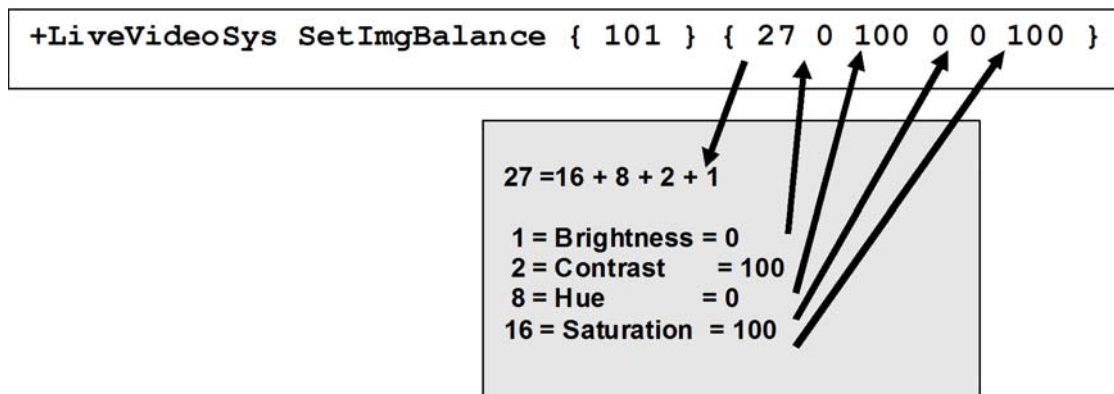 +LiveVideoSys SetImgBalance { 101 } { 27 0 100 0 0 100 }
27 =16 + 8 + 2 + 1
1 = Brightness = 0
2 = Contrast = 100
8 = Hue = 0
16 = Saturation = 100